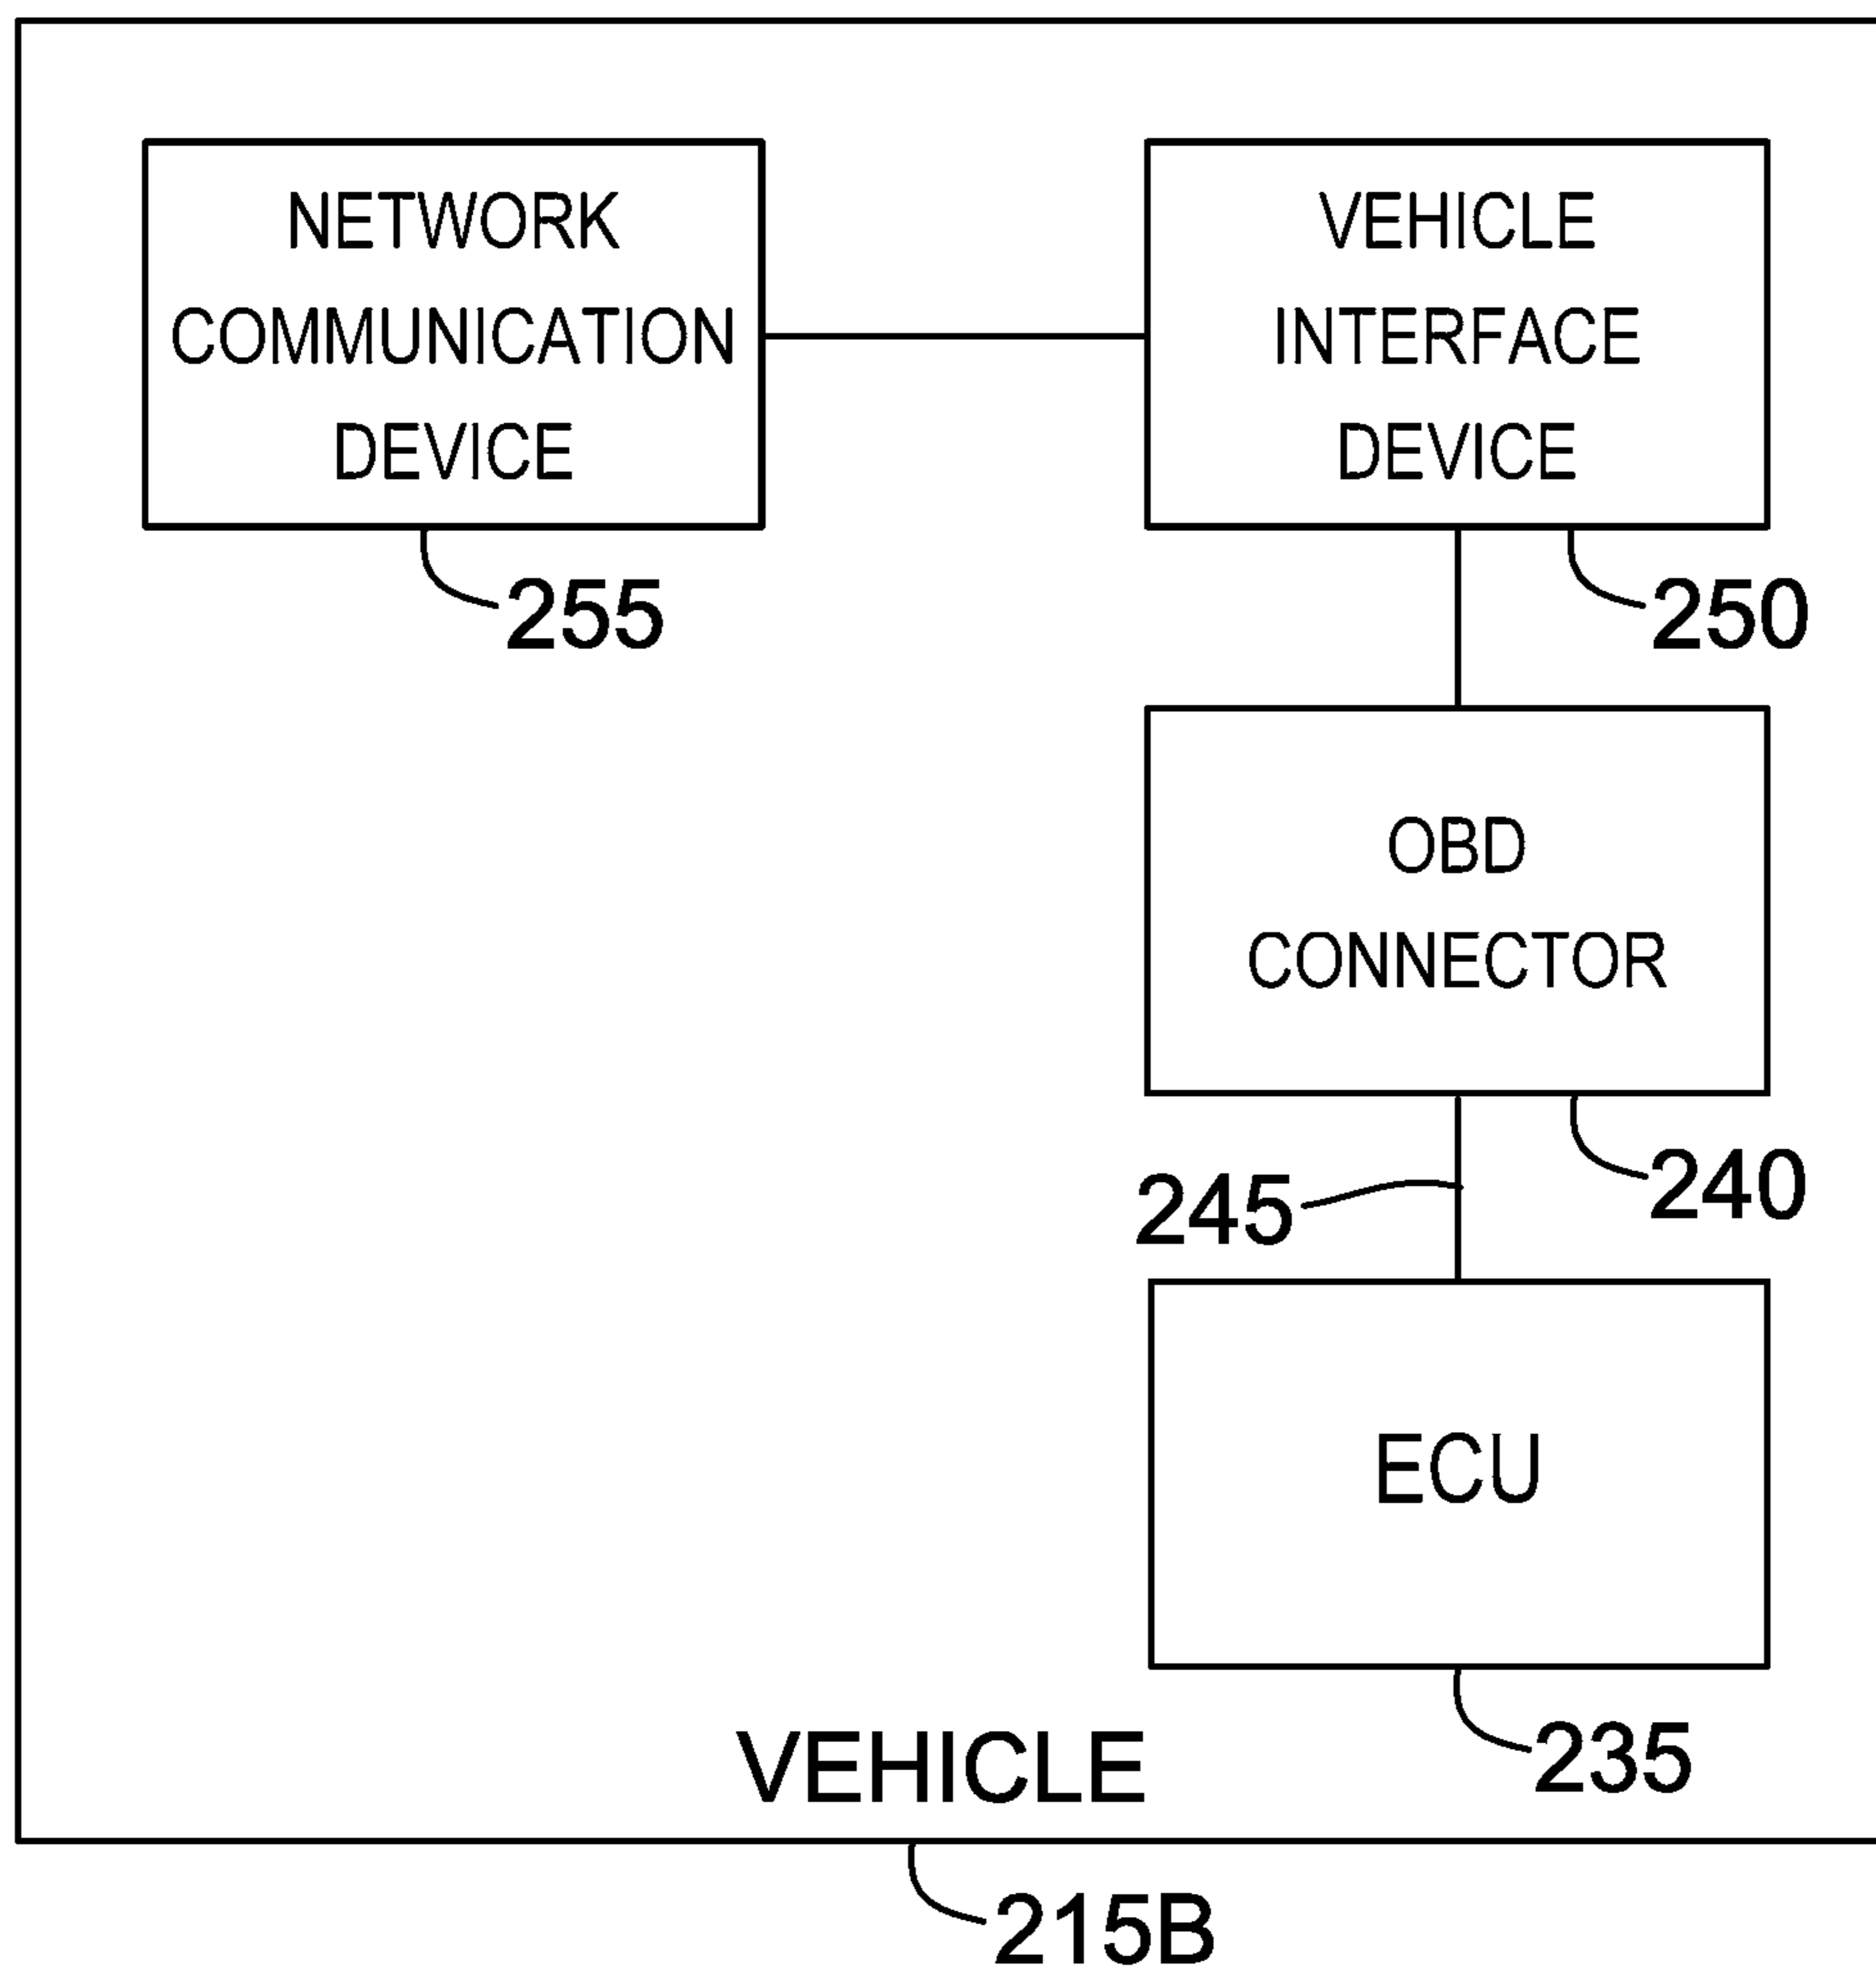 NETWORK
COMMUNICATION
DEVICE
255
VEHICLE
INTERFACE
DEVICE
250
OBD
CONNECTOR
240
245
ECU
235
VEHICLE
215B